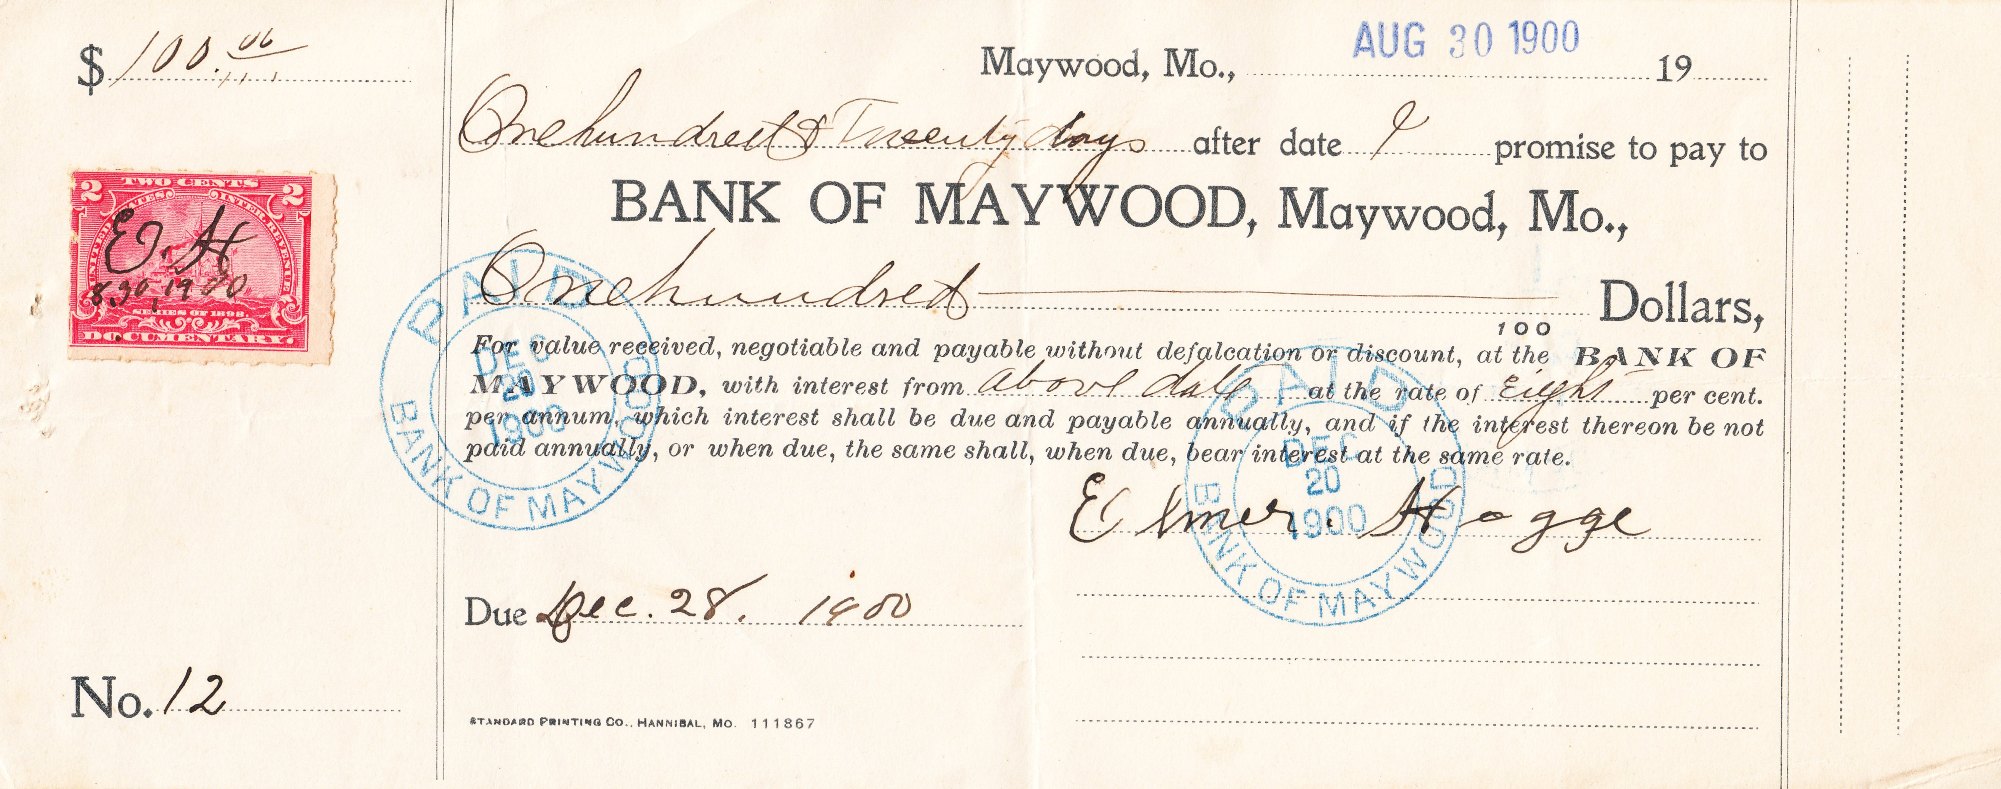 $ 100.00
Maywood, Mo., AUG 30 1900 19
One hundred & Twenty days after date I promise to pay to
BANK OF MAYWOOD, Maywood, Mo.,
One hundred Dollars,
100
For value received, negotiable and payable without defalcation or discount, at the BANK OF
MAYWOOD, with interest from above date at the rate of Eight per cent.
per annum, which interest shall be due and payable annually, and if the interest thereon be not
paid annually, or when due, the same shall, when due, bear interest at the same rate.
Elmer. Hogge
Due Dec. 28. 1900
No. 12
STANDARD PRINTING CO., HANNIBAL, MO. 111867
2 TWO CENTS 2
UNITED STATES INTER. REVENUE
E. H
8.30,1900
SERIES OF 1898.
DOCUMENTARY.
PAID
DEC
20
1900
BANK OF MAYWOOD
PAID
DEC
20
1900
BANK OF MAYWOOD